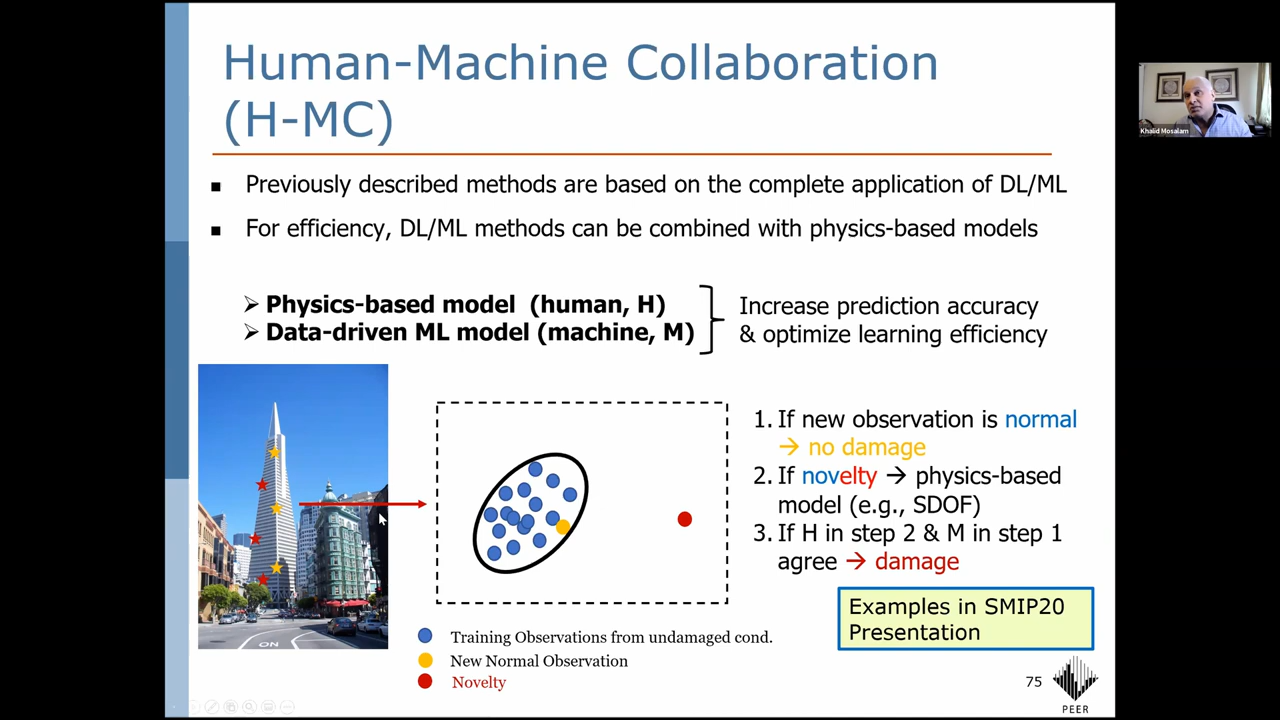 Human-Machine Collaboration
(H-MC)
Khalid Mosalam
▪ Previously described methods are based on the complete application of DL/ML
▪ For efficiency, DL/ML methods can be combined with physics-based models
➢ Physics-based model (human, H)
➢ Data-driven ML model (machine, M)
Increase prediction accuracy
& optimize learning efficiency
1. If new observation is normal
→ no damage
2. If novelty → physics-based
model (e.g., SDOF)
3. If H in step 2 & M in step 1
agree → damage
Examples in SMIP20
Presentation
Training Observations from undamaged cond.
New Normal Observation
Novelty
ON
75
PEER